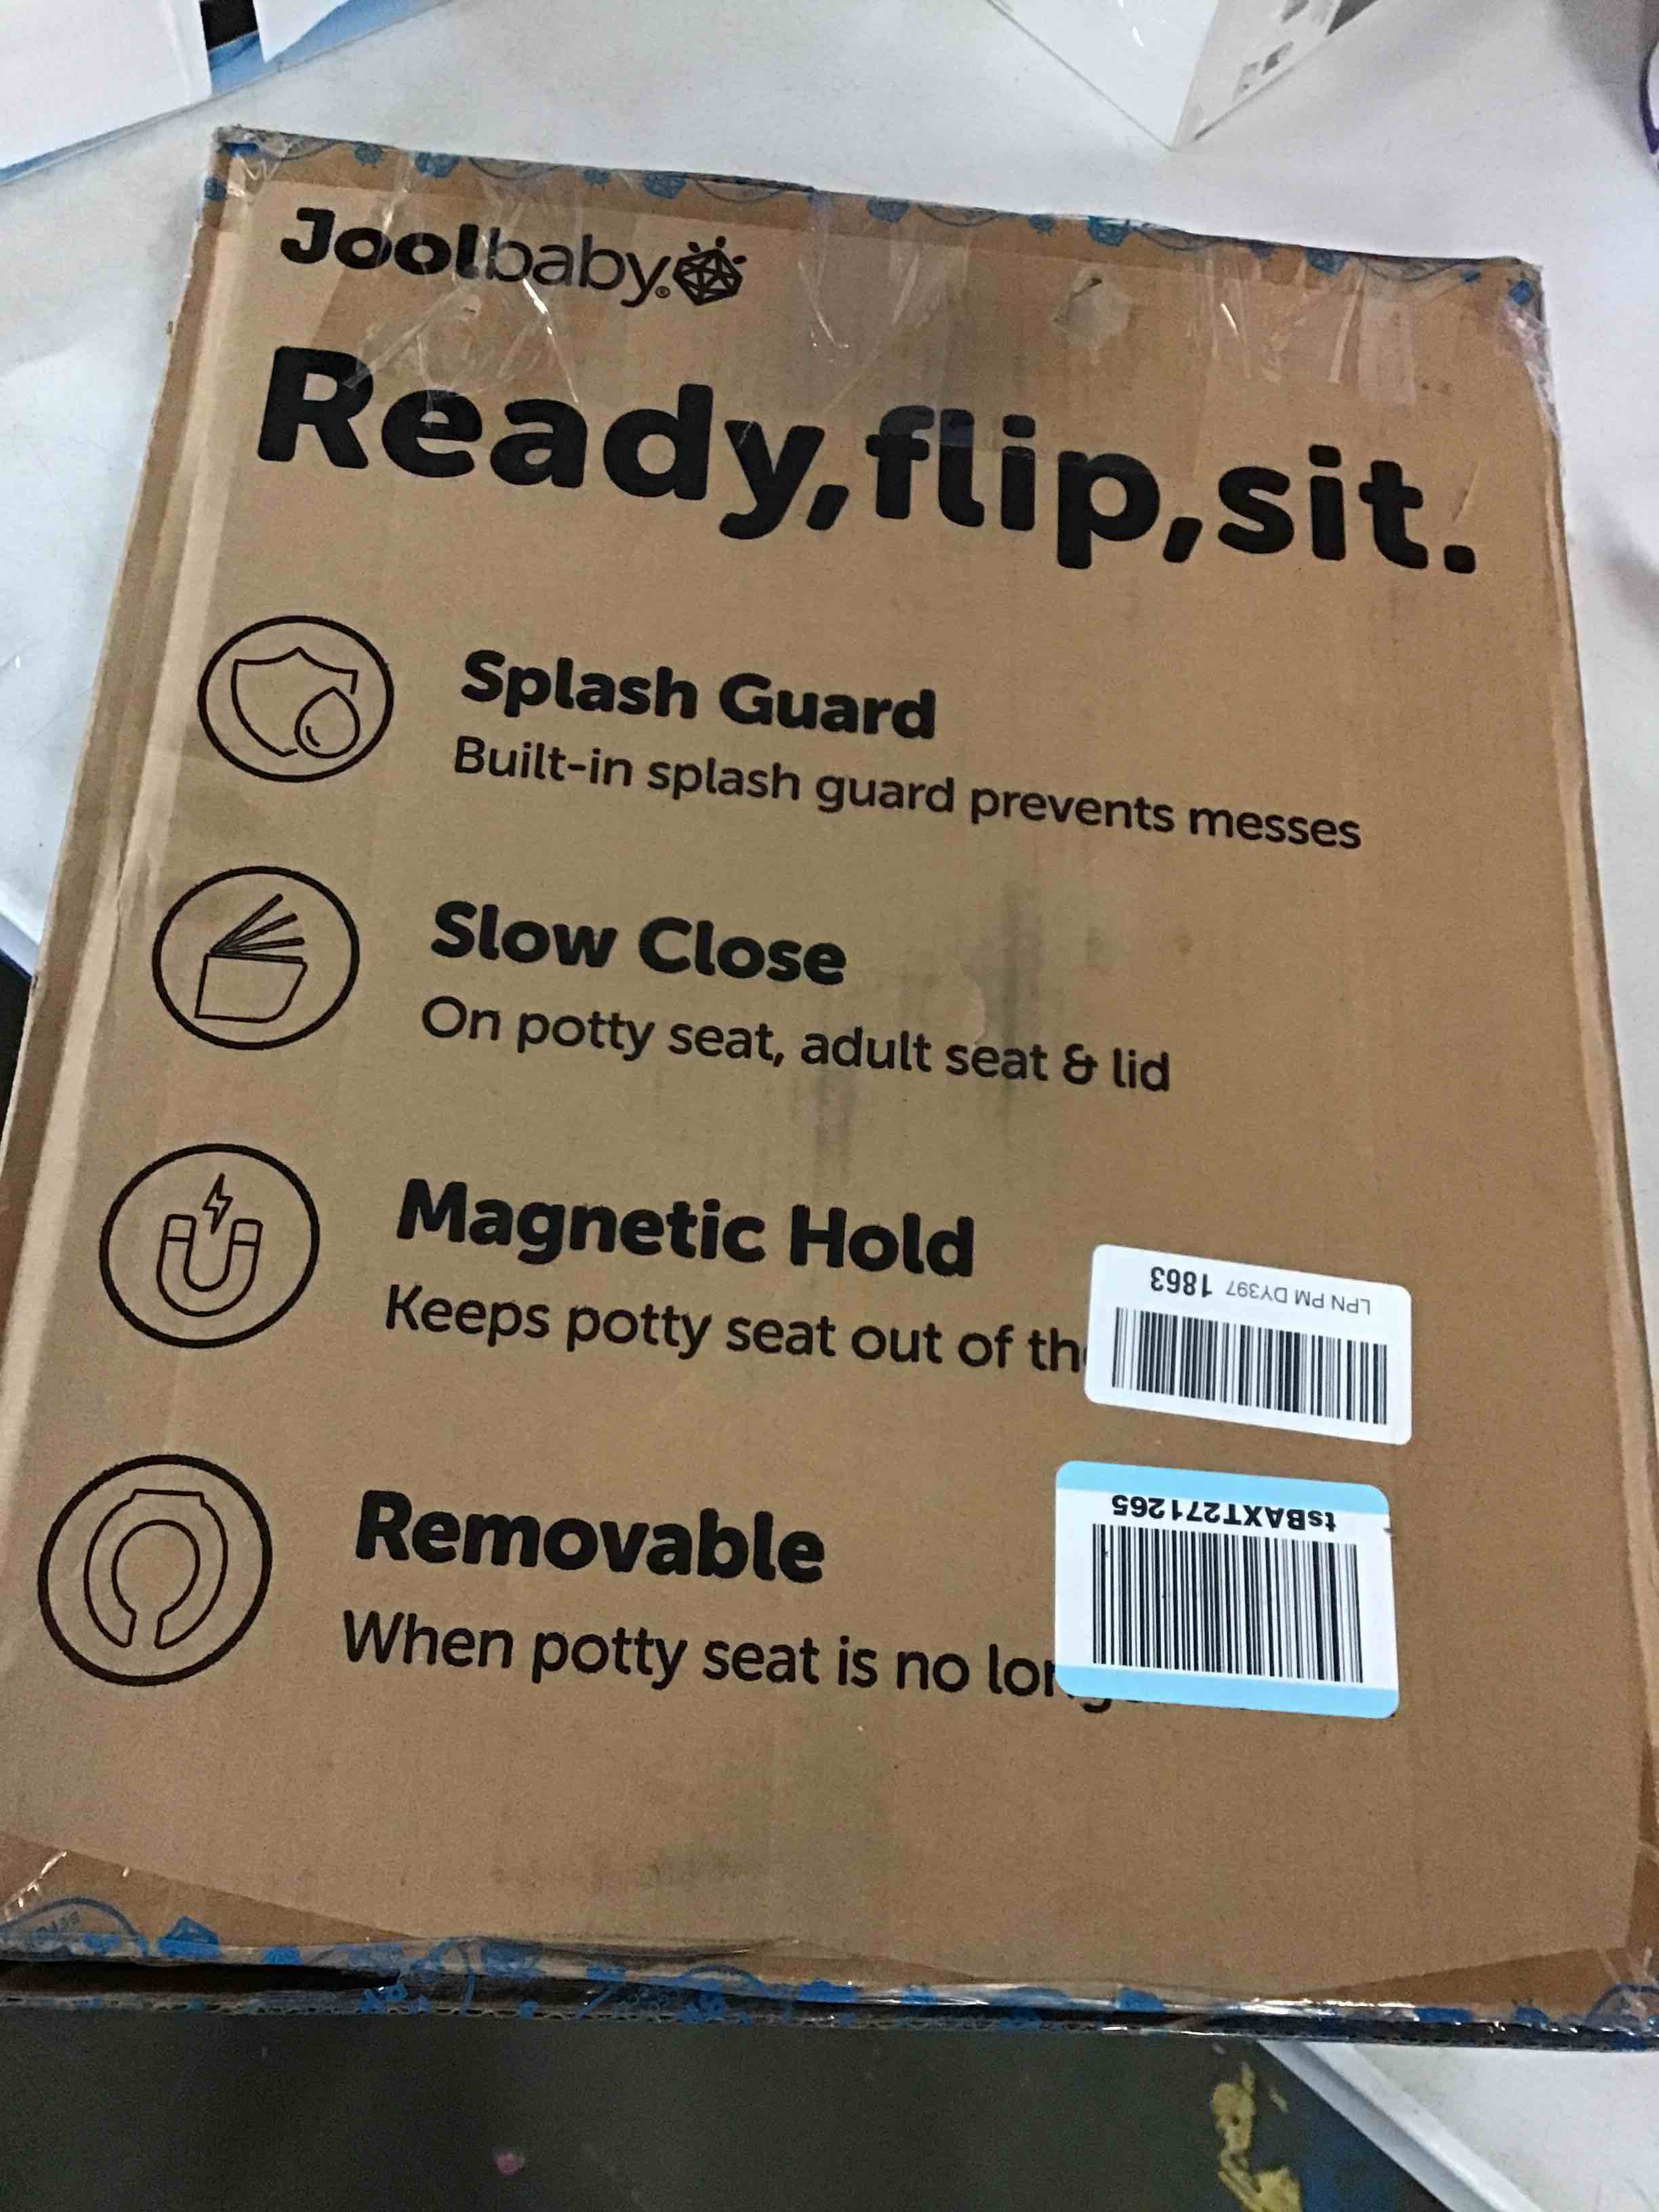 Joolbaby®
Ready, flip, sit.
Splash Guard
Built-in splash guard prevents messes
Slow Close
On potty seat, adult seat & lid
Magnetic Hold
Keeps potty seat out of
LPN PM DY397 1863
Removable
When potty seat is no
tsBAXT271265